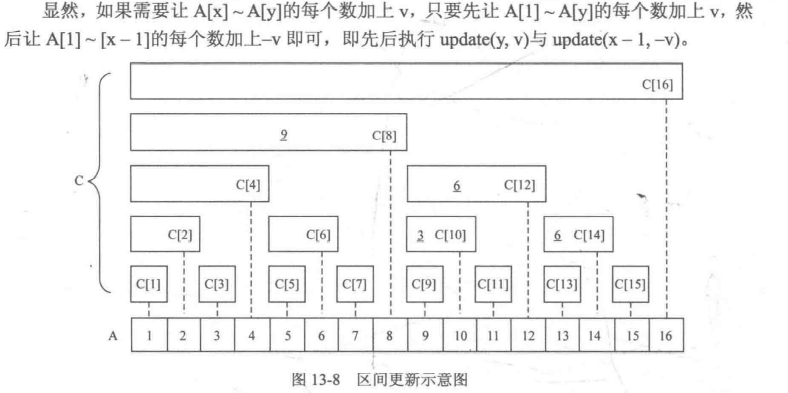 显然，如果需要让 A[x] ~ A[y]的每个数加上 v，只要先让 A[1] ~ A[y]的每个数加上 v，然
后让 A[1] ~ [x – 1]的每个数加上–v 即可，即先后执行 update(y, v)与 update(x – 1, –v)。
C[16]
9 C[8]
C[4] 6 C[12]
C
C[2] C[6] 3 C[10] 6 C[14]
C[1] C[3] C[5] C[7] C[9] C[11] C[13] C[15]
A 1 2 3 4 5 6 7 8 9 10 11 12 13 14 15 16
图 13-8 区间更新示意图